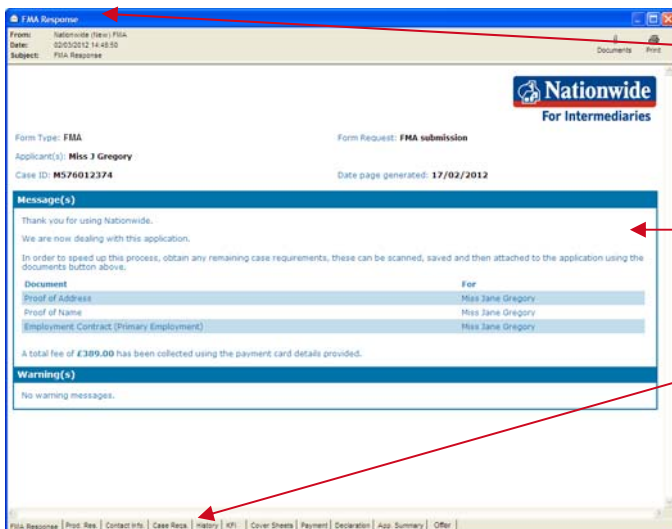 FMA Response
From: Nationwide (New) FMA
Date: 02/03/2012 14:48:50
Subject: FMA Response
Documents Print
Nationwide
For Intermediaries
Form Type: FMA Form Request: FMA submission
Applicant(s): Miss J Gregory
Case ID: M576012374 Date page generated: 17/02/2012
Message(s)
Thank you for using Nationwide.
We are now dealing with this application.
In order to speed up this process, obtain any remaining case requirements, these can be scanned, saved and then attached to the application using the
documents button above.
Document For
Proof of Address Miss Jane Gregory
Proof of Name Miss Jane Gregory
Employment Contract (Primary Employment) Miss Jane Gregory
A total fee of £389.00 has been collected using the payment card details provided.
Warning(s)
No warning messages.
FMA Response Prod. Res. Contact Info. Case Reqs. History KFI Cover Sheets Payment Declaration App. Summary Offer